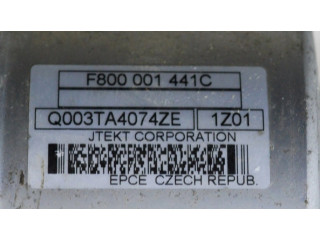 F800 001 441C
Q003TA4074ZE 1Z01
JTEKT CORPORATION
EPCE CZECH REPUB.